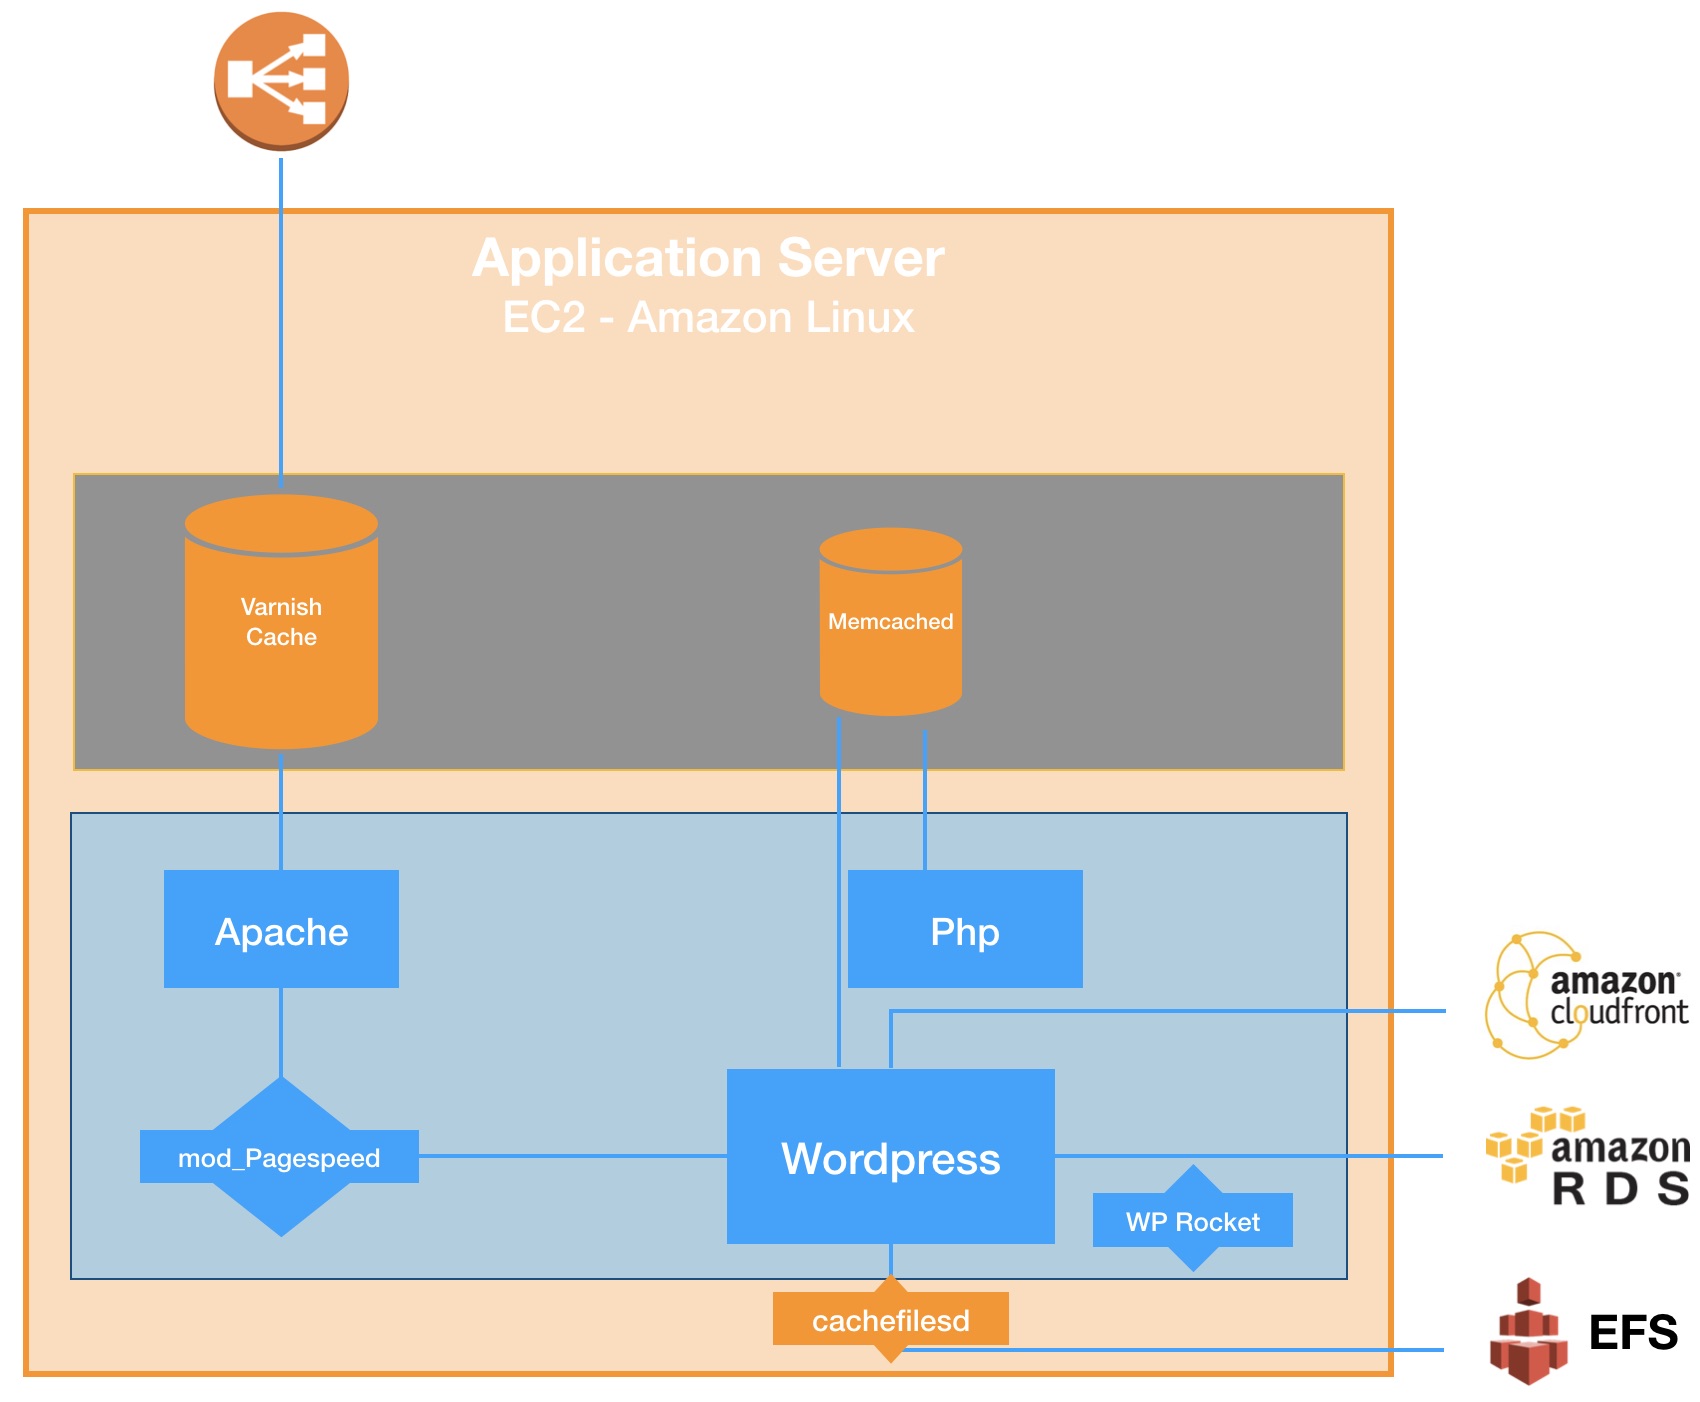 Application Server
EC2 - Amazon Linux
Varnish
Cache
Memcached
Apache
Php
amazon
cloudfront
mod_Pagespeed
Wordpress
amazon
RDS
WP Rocket
cachefilesd
EFS